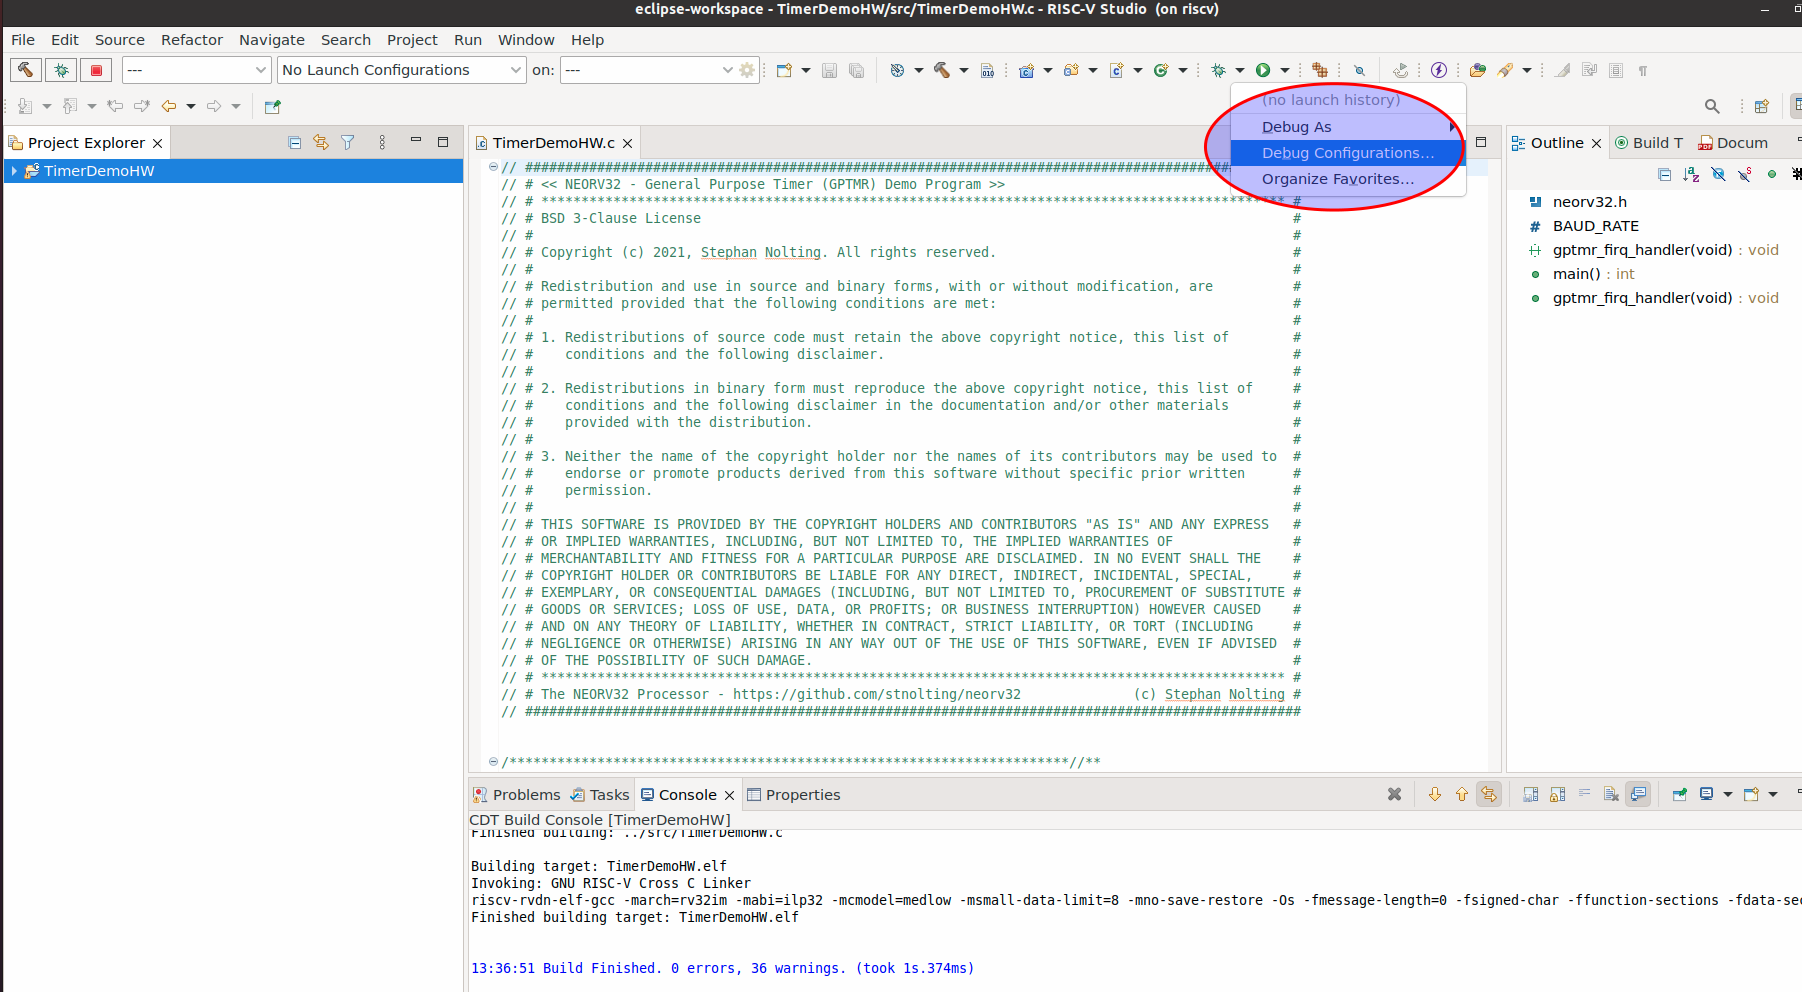 eclipse-workspace - TimerDemoHW/src/TimerDemoHW.c - RISC-V Studio  (on riscv)
File Edit Source Refactor Navigate Search Project Run Window Help
--- No Launch Configurations on: --- 010
(no launch history)
Debug As
Debug Configurations...
Organize Favorites...
Project Explorer
TimerDemoHW
TimerDemoHW.c
// #################################################################################################
// # << NEORV32 - General Purpose Timer (GPTMR) Demo Program >>
// # ********************************************************************************************* #
// # BSD 3-Clause License #
// # #
// # Copyright (c) 2021, Stephan Nolting. All rights reserved. #
// # #
// # Redistribution and use in source and binary forms, with or without modification, are #
// # permitted provided that the following conditions are met: #
// # #
// # 1. Redistributions of source code must retain the above copyright notice, this list of #
// #    conditions and the following disclaimer. #
// # #
// # 2. Redistributions in binary form must reproduce the above copyright notice, this list of #
// #    conditions and the following disclaimer in the documentation and/or other materials #
// #    provided with the distribution. #
// # #
// # 3. Neither the name of the copyright holder nor the names of its contributors may be used to #
// #    endorse or promote products derived from this software without specific prior written #
// #    permission. #
// # #
// # THIS SOFTWARE IS PROVIDED BY THE COPYRIGHT HOLDERS AND CONTRIBUTORS "AS IS" AND ANY EXPRESS #
// # OR IMPLIED WARRANTIES, INCLUDING, BUT NOT LIMITED TO, THE IMPLIED WARRANTIES OF #
// # MERCHANTABILITY AND FITNESS FOR A PARTICULAR PURPOSE ARE DISCLAIMED. IN NO EVENT SHALL THE #
// # COPYRIGHT HOLDER OR CONTRIBUTORS BE LIABLE FOR ANY DIRECT, INDIRECT, INCIDENTAL, SPECIAL, #
// # EXEMPLARY, OR CONSEQUENTIAL DAMAGES (INCLUDING, BUT NOT LIMITED TO, PROCUREMENT OF SUBSTITUTE #
// # GOODS OR SERVICES; LOSS OF USE, DATA, OR PROFITS; OR BUSINESS INTERRUPTION) HOWEVER CAUSED #
// # AND ON ANY THEORY OF LIABILITY, WHETHER IN CONTRACT, STRICT LIABILITY, OR TORT (INCLUDING #
// # NEGLIGENCE OR OTHERWISE) ARISING IN ANY WAY OUT OF THE USE OF THIS SOFTWARE, EVEN IF ADVISED #
// # OF THE POSSIBILITY OF SUCH DAMAGE. #
// # ********************************************************************************************* #
// # The NEORV32 Processor - https://github.com/stnolting/neorv32 (c) Stephan Nolting #
// #################################################################################################
/**********************************************************************//**
Outline Build T Docum
neorv32.h
# BAUD_RATE
gptmr_firq_handler(void) : void
main() : int
gptmr_firq_handler(void) : void
Problems Tasks Console Properties
CDT Build Console [TimerDemoHW]
Finished building: ../src/TimerDemoHW.c
Building target: TimerDemoHW.elf
Invoking: GNU RISC-V Cross C Linker
riscv-rvdn-elf-gcc -march=rv32im -mabi=ilp32 -mcmodel=medlow -msmall-data-limit=8 -mno-save-restore -Os -fmessage-length=0 -fsigned-char -ffunction-sections -fdata-sec
Finished building target: TimerDemoHW.elf
13:36:51 Build Finished. 0 errors, 36 warnings. (took 1s.374ms)